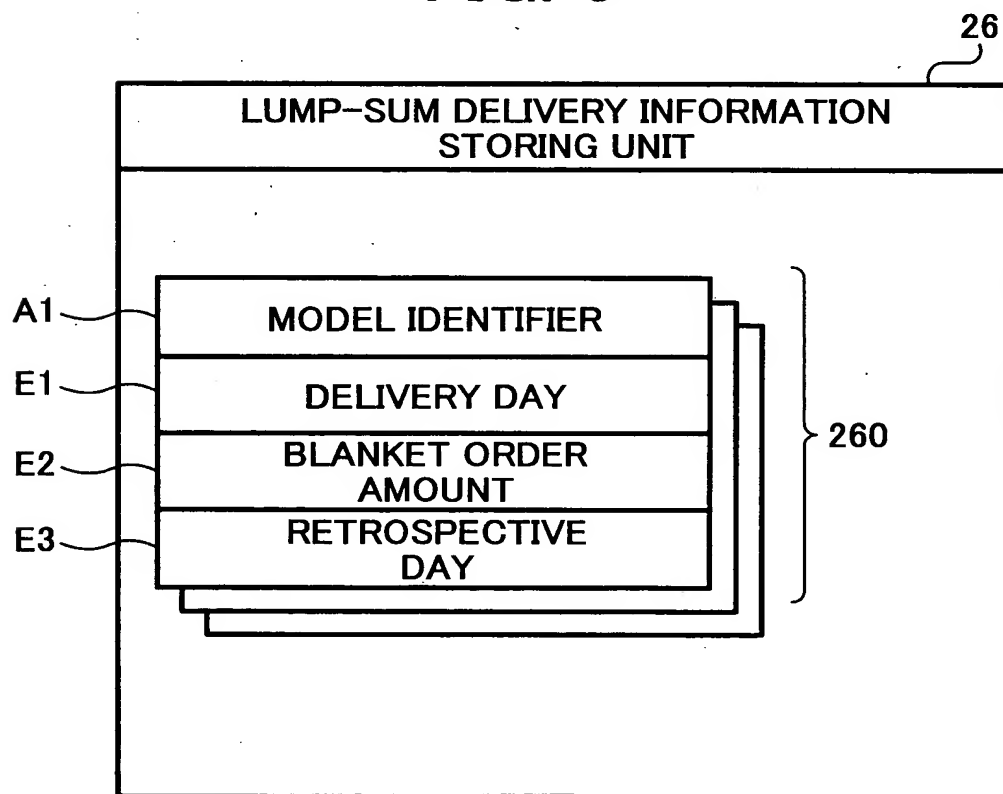 26
LUMP-SUM DELIVERY INFORMATION
STORING UNIT
A1
MODEL IDENTIFIER
E1
DELIVERY DAY
E2
BLANKET ORDER
AMOUNT
260
E3
RETROSPECTIVE
DAY